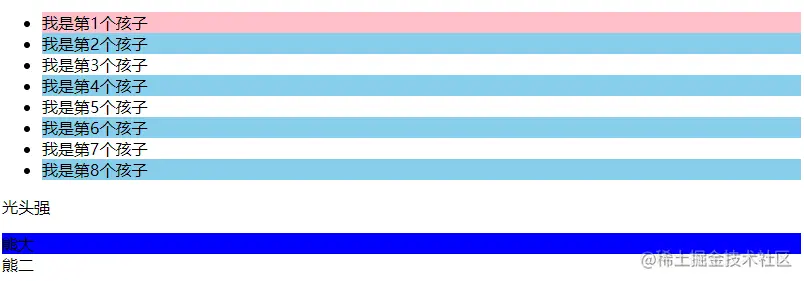 我是第1个孩子
我是第2个孩子
我是第3个孩子
我是第4个孩子
我是第5个孩子
我是第6个孩子
我是第7个孩子
我是第8个孩子
光头强
熊大
熊二
@稀土掘金技术社区